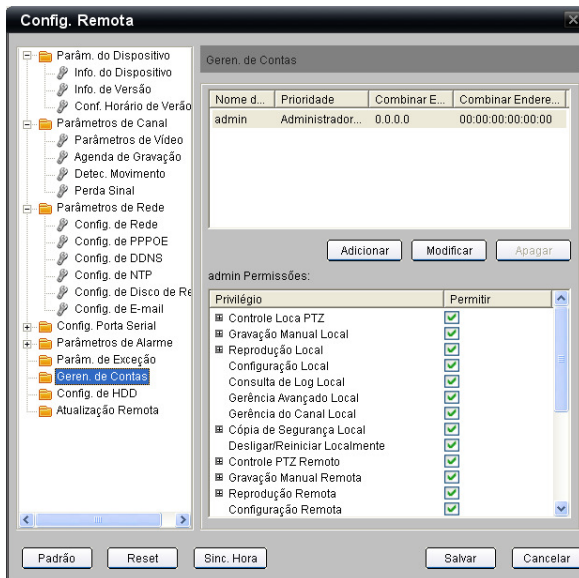 Config. Remota
Parâm. do Dispositivo
Info. do Dispositivo
Info. de Versão
Conf. Horário de Verão
Parâmetros de Canal
Parâmetros de Vídeo
Agenda de Gravação
Detec. Movimento
Perda Sinal
Parâmetros de Rede
Config. de Rede
Config. de PPPOE
Config. de DDNS
Config. de NTP
Config. de Disco de Re
Config. de E-mail
Config. Porta Serial
Parâmetros de Alarme
Parâm. de Exceção
Geren. de Contas
Config. de HDD
Atualização Remota
Geren. de Contas
Nome d... Prioridade Combinar E... Combinar Endere...
admin Administrador... 0.0.0.0 00:00:00:00:00:00
Adicionar Modificar Apagar
admin Permissões:
Privilégio Permitir
Controle Loca PTZ
Gravação Manual Local
Reprodução Local
Configuração Local
Consulta de Log Local
Gerência Avançado Local
Gerência do Canal Local
Cópia de Segurança Local
Desligar/Reiniciar Localmente
Controle PTZ Remoto
Gravação Manual Remota
Reprodução Remota
Configuração Remota
Padrão Reset Sinc. Hora Salvar Cancelar